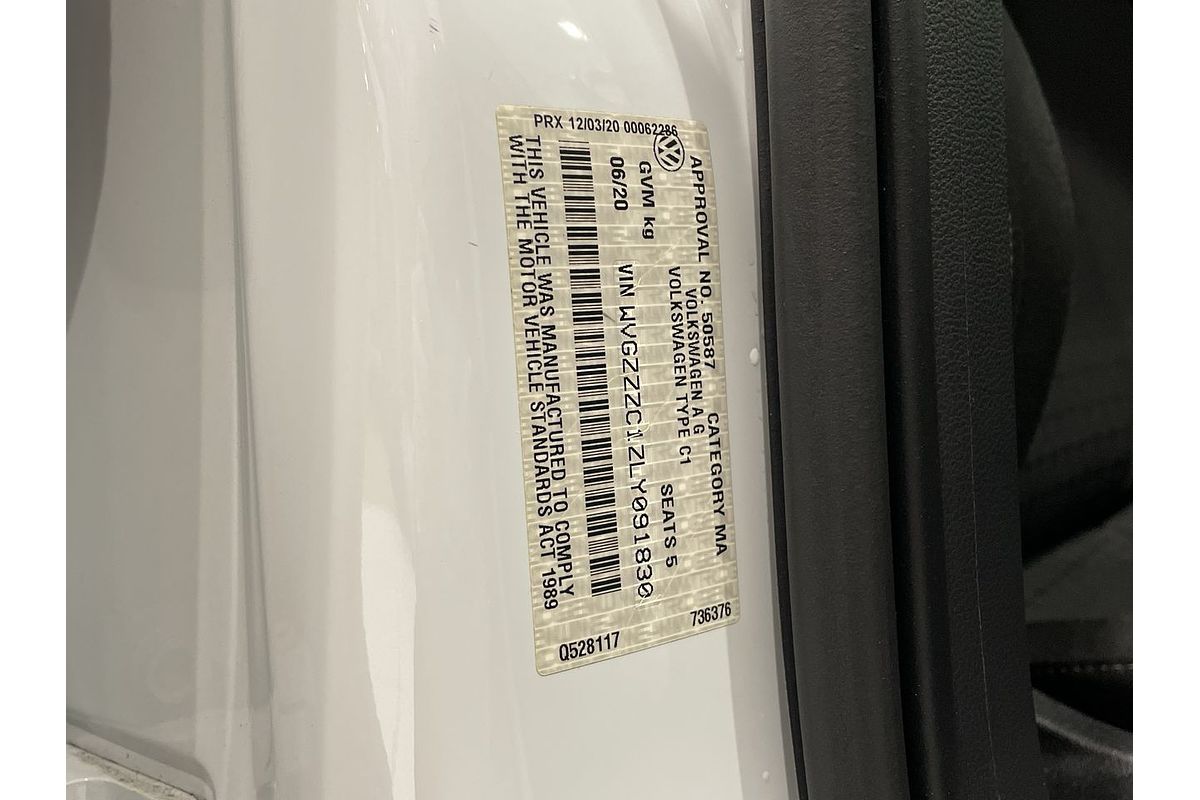 APPROVAL NO. 50587 CATEGORY MA
VOLKSWAGEN A G
VOLKSWAGEN TYPE C1
GVM kg SEATS 5
06/20 VIN WVGZZZC1ZLY091830
THIS VEHICLE WAS MANUFACTURED TO COMPLY
WITH THE MOTOR VEHICLE STANDARDS ACT 1989
PRX 12/03/20 00062286
736376
Q528117